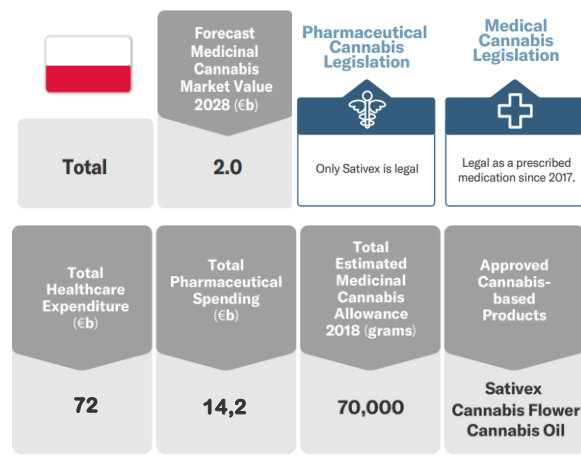 Forecast
Medicinal
Cannabis
Market Value
2028 (€b)
Pharmaceutical
Cannabis
Legislation
Medical
Cannabis
Legislation
Total
2.0
Only Sativex is legal
Legal as a prescribed
medication since 2017.
Total
Healthcare
Expenditure
(€b)
Total
Pharmaceutical
Spending
(€b)
Total
Estimated
Medicinal
Cannabis
Allowance
2018 (grams)
Approved
Cannabis-
based
Products
72
14,2
70,000
Sativex
Cannabis Flower
Cannabis Oil